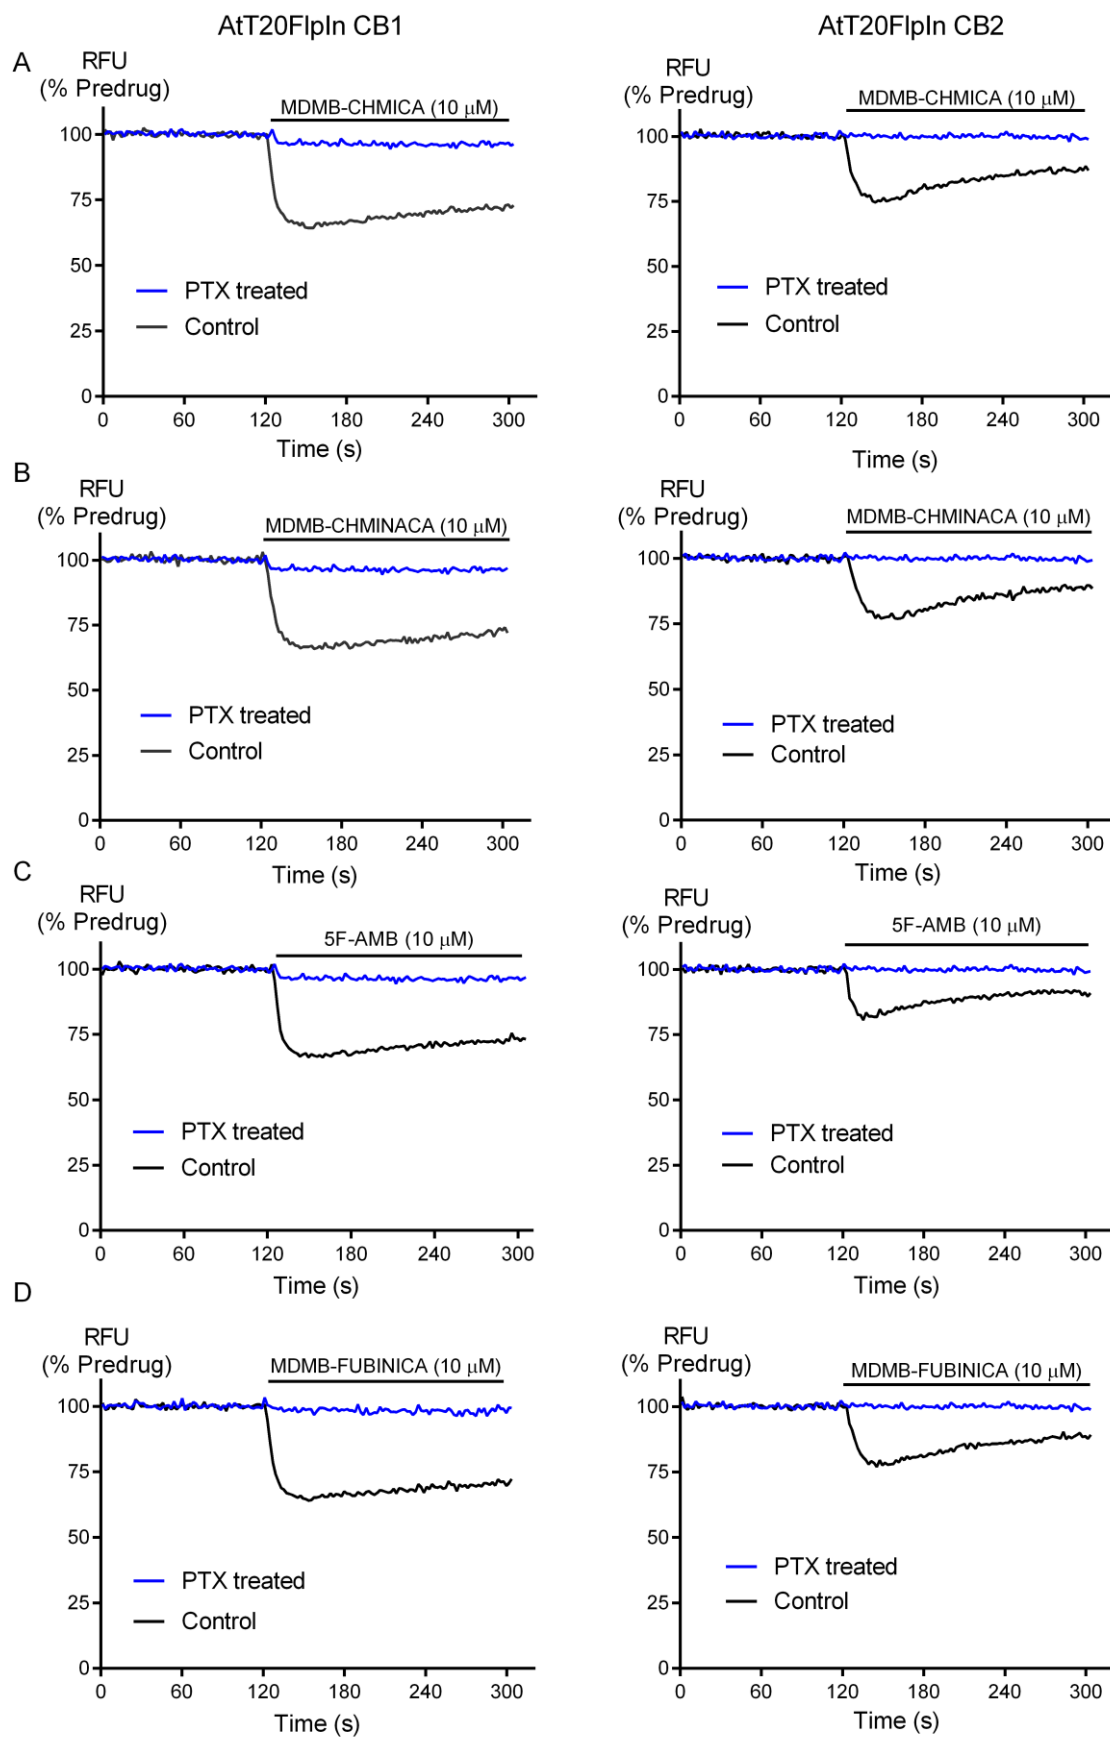 AtT20FlpIn CB1
AtT20FlpIn CB2
A
RFU
(% Predrug)
MDMB-CHMICA (10 μM)
100
75
50
25
0
PTX treated
Control
0 60 120 180 240 300
Time (s)
RFU
(% Predrug)
MDMB-CHMICA (10 μM)
100
75
50
25
0
PTX treated
Control
0 60 120 180 240 300
Time (s)
B
RFU
(% Predrug)
MDMB-CHMINACA (10 μM)
100
75
50
25
0
PTX treated
Control
0 60 120 180 240 300
Time (s)
RFU
(% Predrug)
MDMB-CHMINACA (10 μM)
100
75
50
25
0
PTX treated
Control
0 60 120 180 240 300
Time (s)
C
RFU
(% Predrug)
5F-AMB (10 μM)
100
75
50
25
0
PTX treated
Control
0 60 120 180 240 300
Time (s)
RFU
(% Predrug)
5F-AMB (10 μM)
100
75
50
25
0
PTX treated
Control
0 60 120 180 240 300
Time (s)
D
RFU
(% Predrug)
MDMB-FUBINICA (10 μM)
100
75
50
25
0
PTX treated
Control
0 60 120 180 240 300
Time (s)
RFU
(% Predrug)
MDMB-FUBINICA (10 μM)
100
75
50
25
0
PTX treated
Control
0 60 120 180 240 300
Time (s)